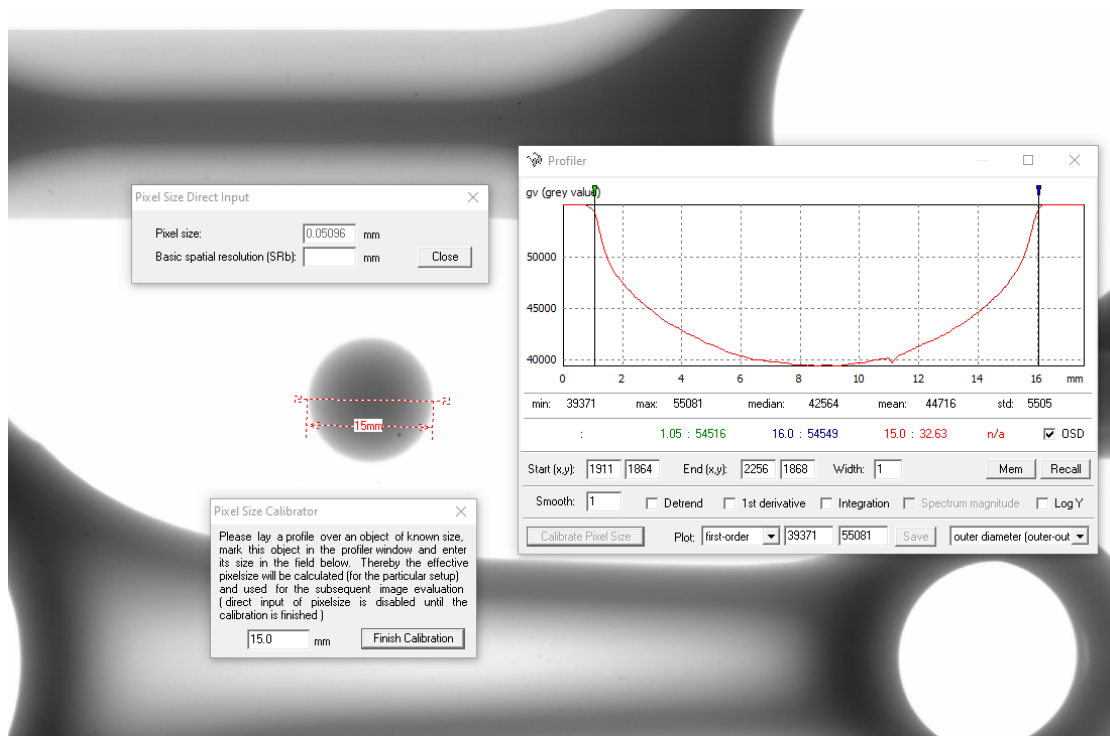 Pixel Size Direct Input
Pixel size: 0.05096 mm
Basic spatial resolution (SRb): mm
Close
15mm
Pixel Size Calibrator
Please lay a profile over an object of known size,
mark this object in the profiler window and enter
its size in the field below. Thereby the effective
pixelsize will be calculated (for the particular setup)
and used for the subsequent image evaluation
( direct input of pixelsize is disabled until the
calibration is finished )
15.0 mm Finish Calibration
Profiler
gv (grey value)
50000
45000
40000
0 2 4 6 8 10 12 14 16 mm
min: 39371 max: 55081 median: 42564 mean: 44716 std: 5505
: 1.05 : 54516 16.0 : 54549 15.0 : 32.63 n/a OSD
Start (x,y): 1911 1864 End (x,y): 2256 1868 Width: 1 Mem Recall
Smooth: 1 Detrend 1st derivative Integration Spectrum magnitude Log Y
Calibrate Pixel Size Plot: first-order 39371 55081 Save outer diameter (outer-out